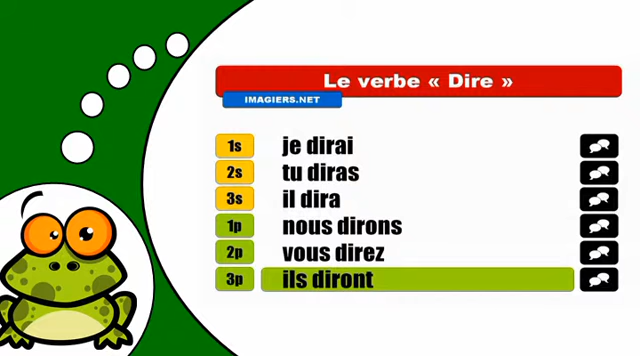 Le verbe « Dire »
IMAGIERS.NET
1s je dirai
2s tu diras
3s il dira
1p nous dirons
2p vous direz
3p ils diront